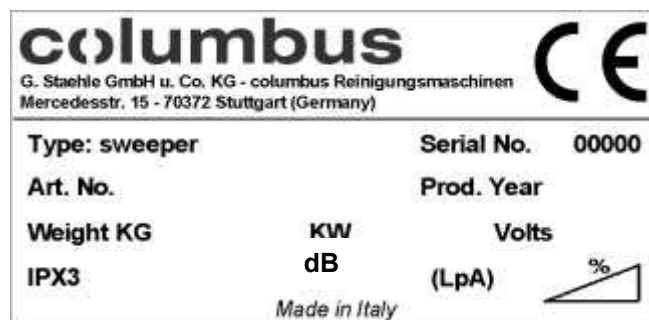 columbus
CE
G. Staehle GmbH u. Co. KG - columbus Reinigungsmaschinen
Mercedesstr. 15 - 70372 Stuttgart (Germany)
Type: sweeper Serial No. 00000
Art. No. Prod. Year
Weight KG KW Volts
IPX3 dB (LpA) %
Made in Italy